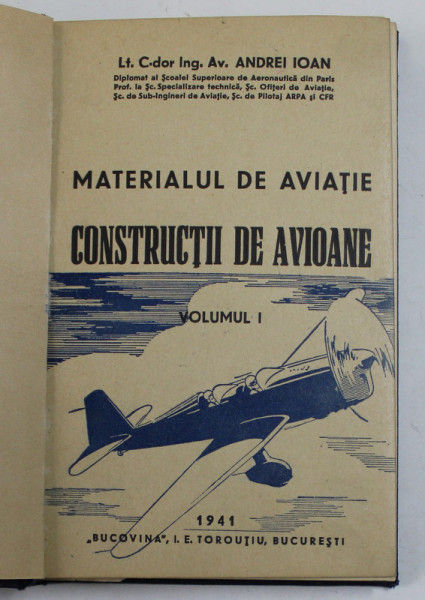 Lt. C-dor Ing. Av. ANDREI IOAN
Diplomat al Școalei Superioare de Aeronautică din Paris
Prof. la Șc. Specializare technică, Șc. Ofițeri de Aviație,
Șc. de Sub-Ingineri de Aviație, Șc. de Pilotaj ARPA și CFR
MATERIALUL DE AVIAȚIE
CONSTRUCȚII DE AVIOANE
VOLUMUL I
1941
„BUCOVINA", I. E. TOROUȚIU, BUCUREȘTI